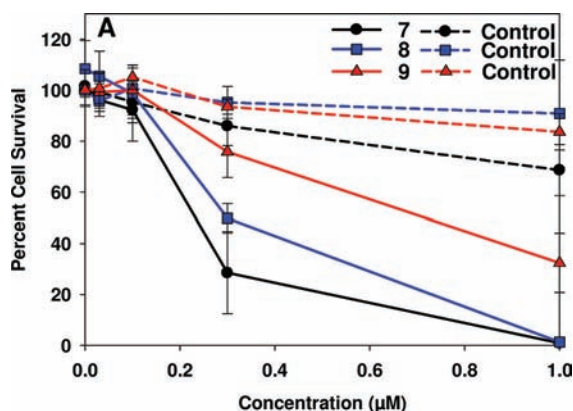 A
7 Control
8 Control
9 Control
120
100
80
60
40
20
0
Percent Cell Survival
0.0 0.2 0.4 0.6 0.8 1.0
Concentration (µM)